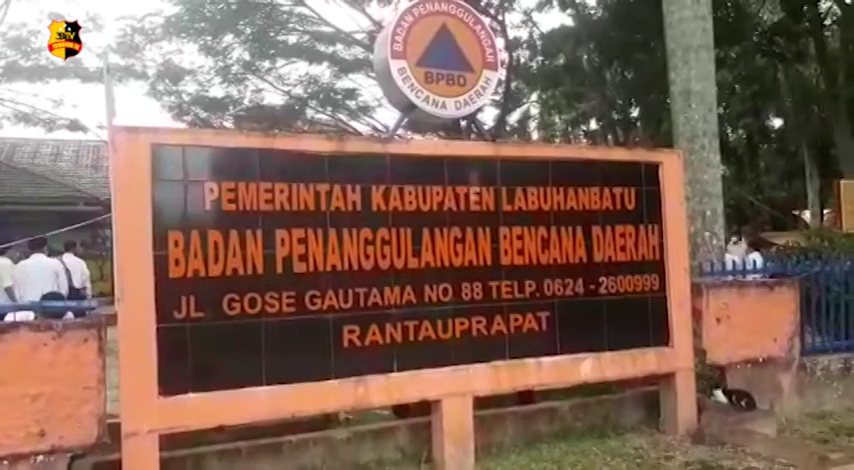 BADAN PENANGGULANGAN
BPBD
BENCANA DAERAH
PEMERINTAH KABUPATEN LABUHANBATU
BADAN PENANGGULANGAN BENCANA DAERAH
JL GOSE GAUTAMA NO 88 TELP.0624 - 2600999
RANTAUPRAPAT